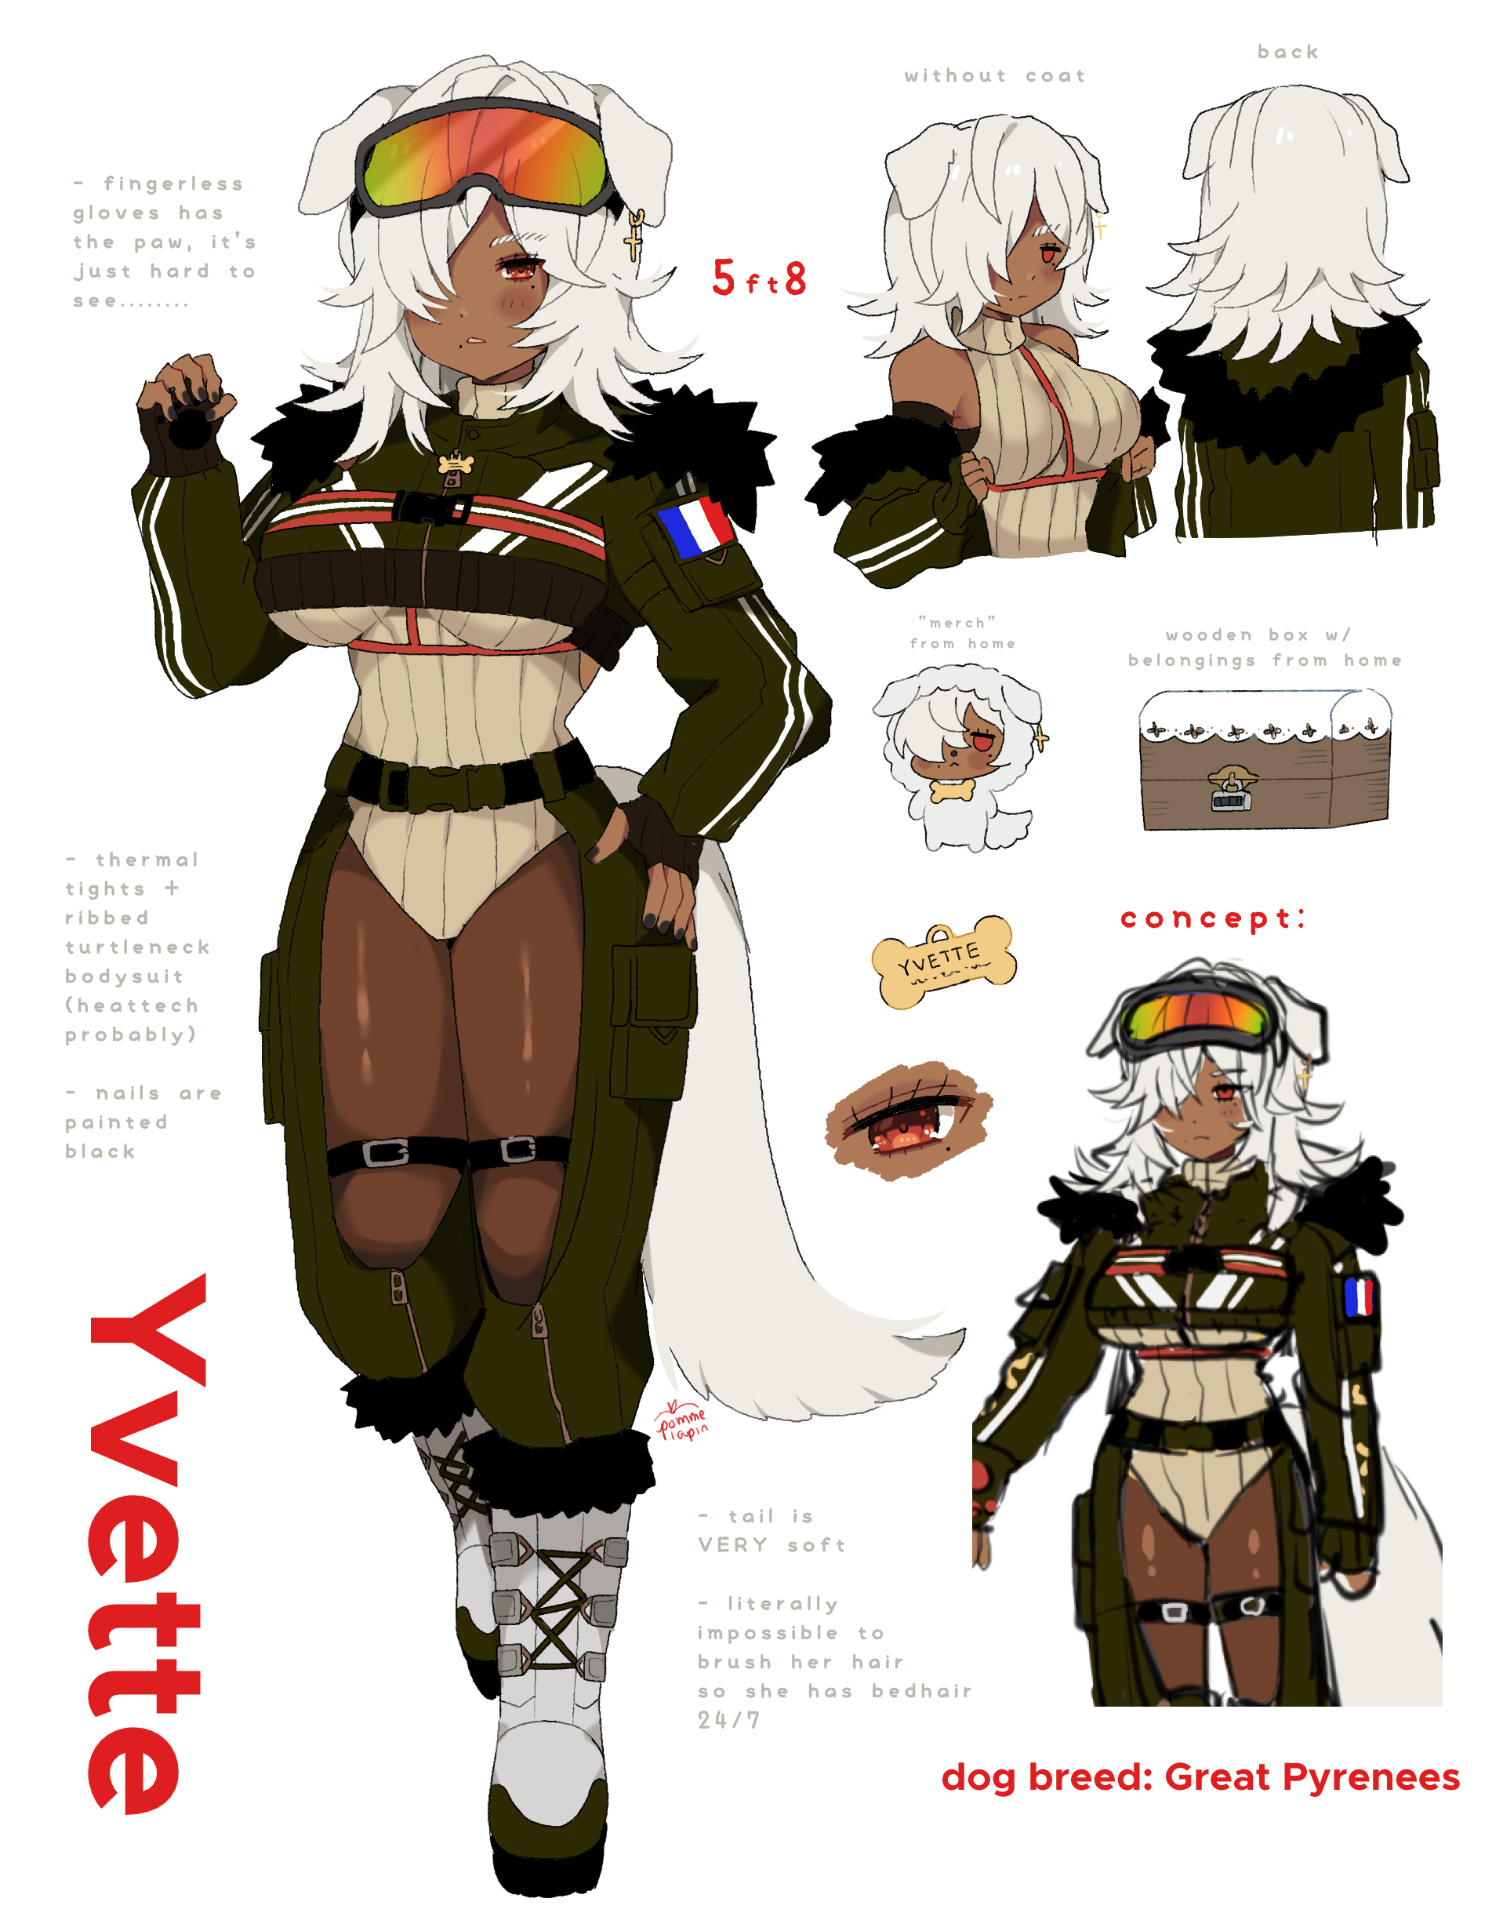 without coat
back
- fingerless
gloves has
the paw, it's
just hard to
see........
5ft8
"merch"
from home
wooden box w/
belongings from home
- thermal
tights +
ribbed
turtleneck
bodysuit
(heattech
probably)
- nails are
painted
black
YVETTE
concept:
Yvette
pomme
lapin
- tail is
VERY soft
- literally
impossible to
brush her hair
so she has bedhair
24/7
dog breed: Great Pyrenees